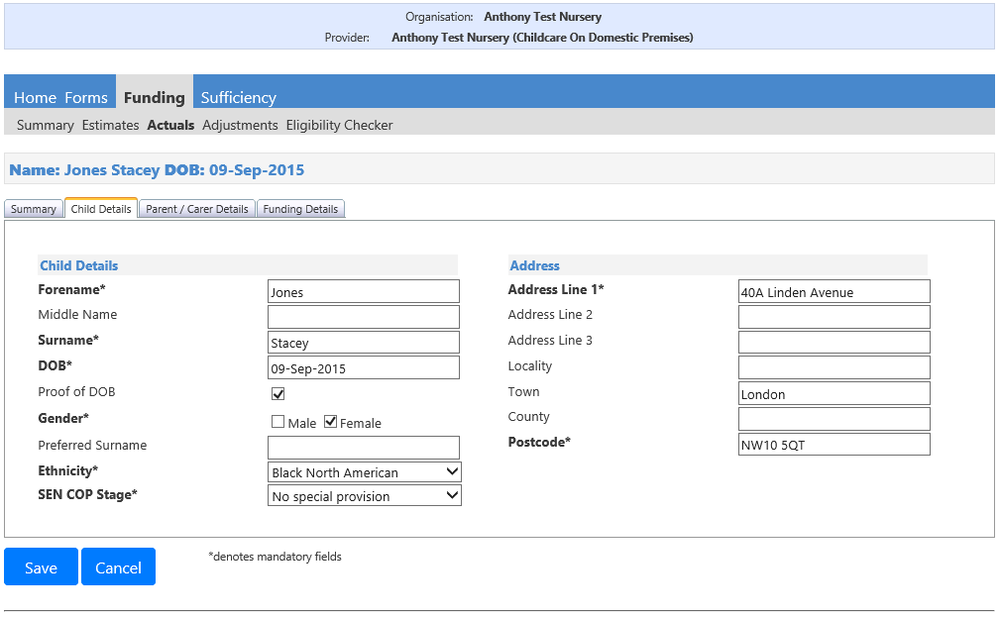 Organisation: Anthony Test Nursery
Provider: Anthony Test Nursery (Childcare On Domestic Premises)
Home Forms Funding Sufficiency
Summary Estimates Actuals Adjustments Eligibility Checker
Name: Jones Stacey DOB: 09-Sep-2015
Summary Child Details Parent / Carer Details Funding Details
Child Details
Forename* Jones
Middle Name
Surname* Stacey
DOB* 09-Sep-2015
Proof of DOB
Gender* Male Female
Preferred Surname
Ethnicity* Black North American
SEN COP Stage* No special provision
Address
Address Line 1* 40A Linden Avenue
Address Line 2
Address Line 3
Locality
Town London
County
Postcode* NW10 5QT
Save Cancel *denotes mandatory fields